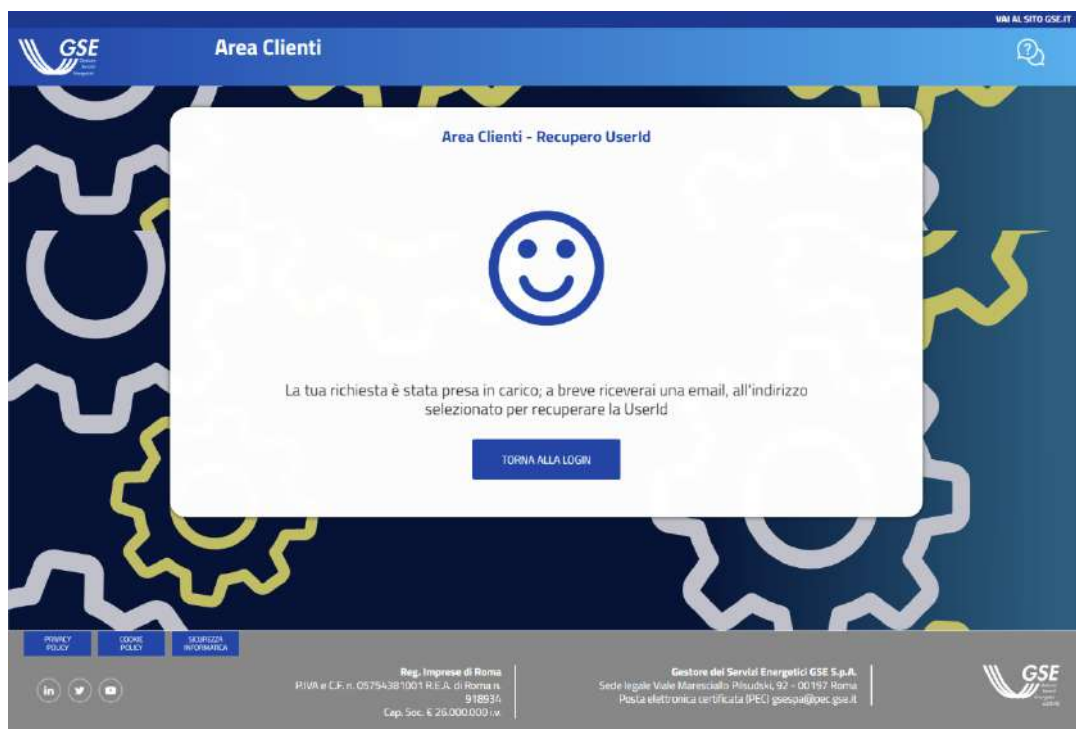 VAI AL SITO GSE.IT
GSE
Area Clienti
Area Clienti - Recupero UserId
La tua richiesta è stata presa in carico; a breve riceverai una email, all'indirizzo
selezionato per recuperare la UserId
TORNA ALLA LOGIN
PRIVACY
POLICY
COOKIE
POLICY
SICUREZZA
INFORMATICA
Reg. Imprese di Roma
P.IVA e C.F. n. 05754381001 R.E.A. di Roma n.
918934
Cap. Soc. € 26.000.000 i.v.
Gestore dei Servizi Energetici GSE S.p.A.
Sede legale Viale Maresciallo Pilsudski, 92 - 00197 Roma
Posta elettronica certificata (PEC) gsespa@pec.gse.it
GSE